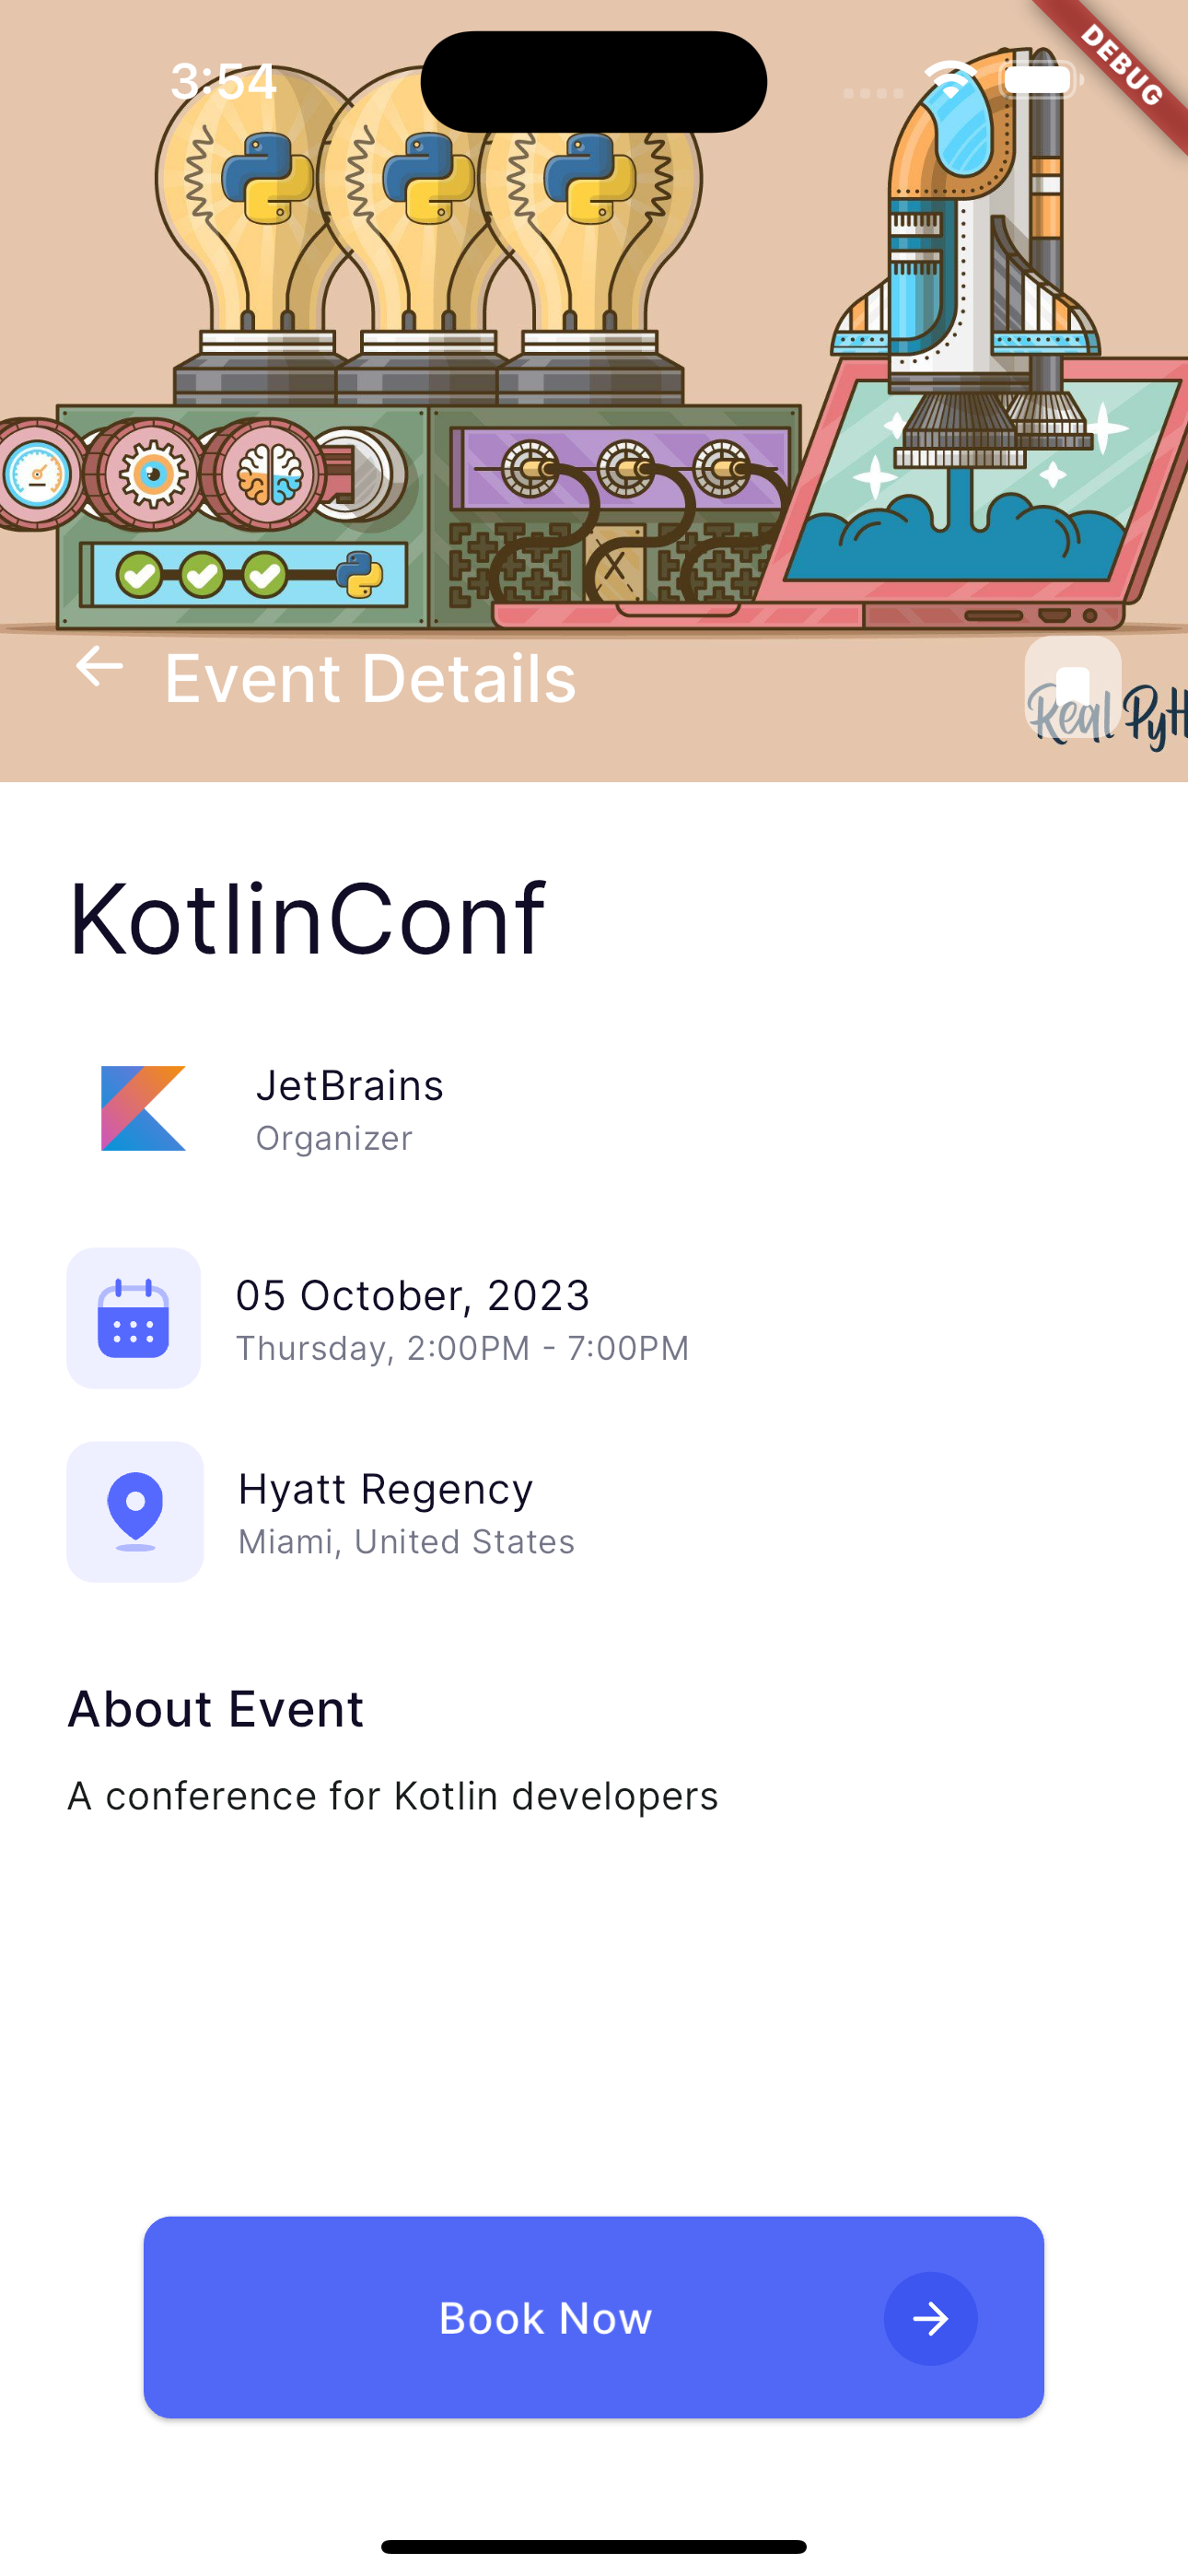 3:54
DEBUG
Event Details
Real Pyt
KotlinConf
JetBrains
Organizer
05 October, 2023
Thursday, 2:00PM - 7:00PM
Hyatt Regency
Miami, United States
About Event
A conference for Kotlin developers
Book Now